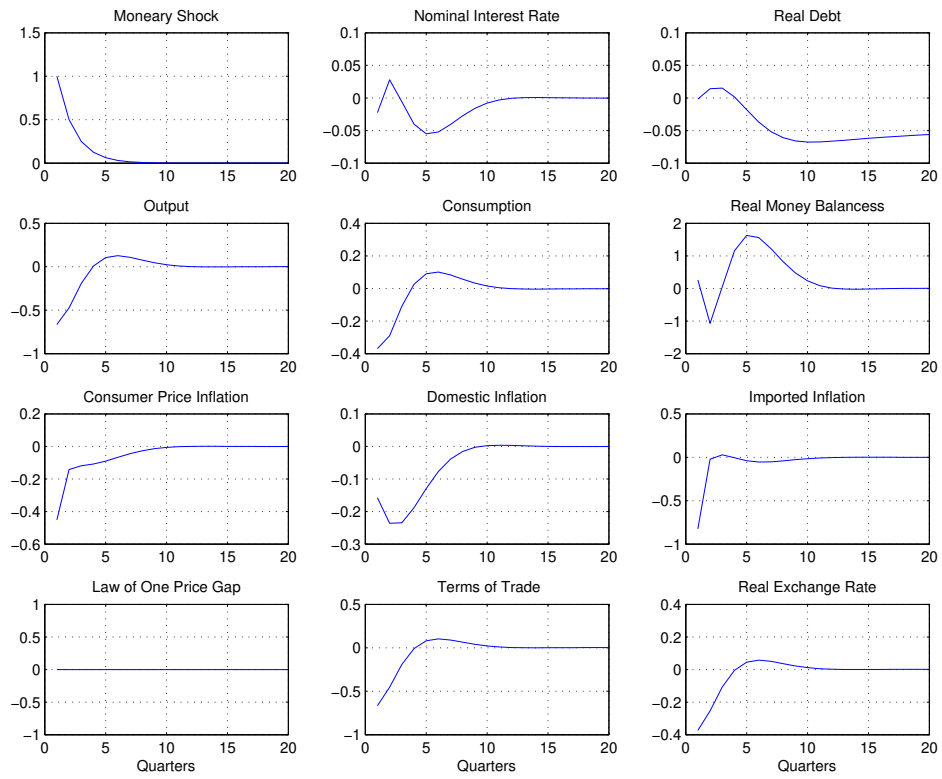 Moneary Shock
1.5
1
0.5
0
0 5 10 15 20
Nominal Interest Rate
0.1
0.05
0
−0.05
−0.1
0 5 10 15 20
Real Debt
0.1
0.05
0
−0.05
−0.1
0 5 10 15 20
Output
0.5
0
−0.5
−1
0 5 10 15 20
Consumption
0.4
0.2
0
−0.2
−0.4
0 5 10 15 20
Real Money Balancess
2
1
0
−1
−2
0 5 10 15 20
Consumer Price Inflation
0.2
0
−0.2
−0.4
−0.6
0 5 10 15 20
Domestic Inflation
0.1
0
−0.1
−0.2
−0.3
0 5 10 15 20
Imported Inflation
0.5
0
−0.5
−1
0 5 10 15 20
Law of One Price Gap
1
0.5
0
−0.5
−1
0 5 10 15 20
Quarters
Terms of Trade
0.5
0
−0.5
−1
0 5 10 15 20
Quarters
Real Exchange Rate
0.4
0.2
0
−0.2
−0.4
0 5 10 15 20
Quarters